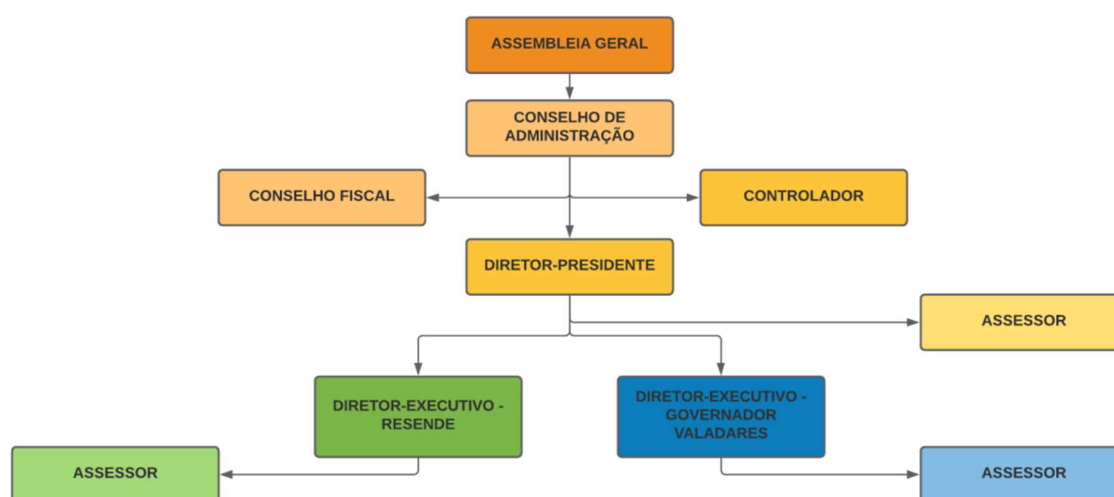 ASSEMBLEIA GERAL
CONSELHO DE
ADMINISTRAÇÃO
CONSELHO FISCAL
CONTROLADOR
DIRETOR-PRESIDENTE
ASSESSOR
DIRETOR-EXECUTIVO -
RESENDE
DIRETOR-EXECUTIVO -
GOVERNADOR
VALADARES
ASSESSOR
ASSESSOR